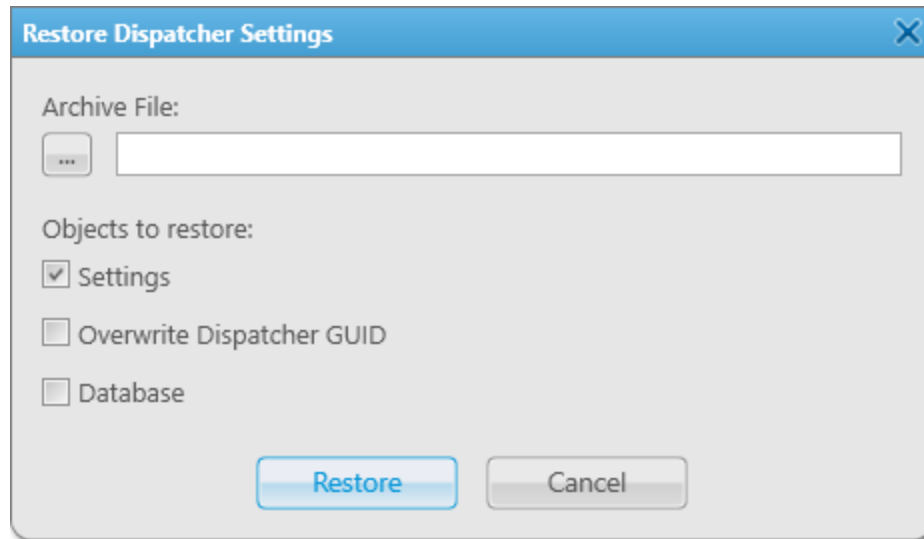 Restore Dispatcher Settings
Archive File:
...
Objects to restore:
Settings
Overwrite Dispatcher GUID
Database
Restore Cancel